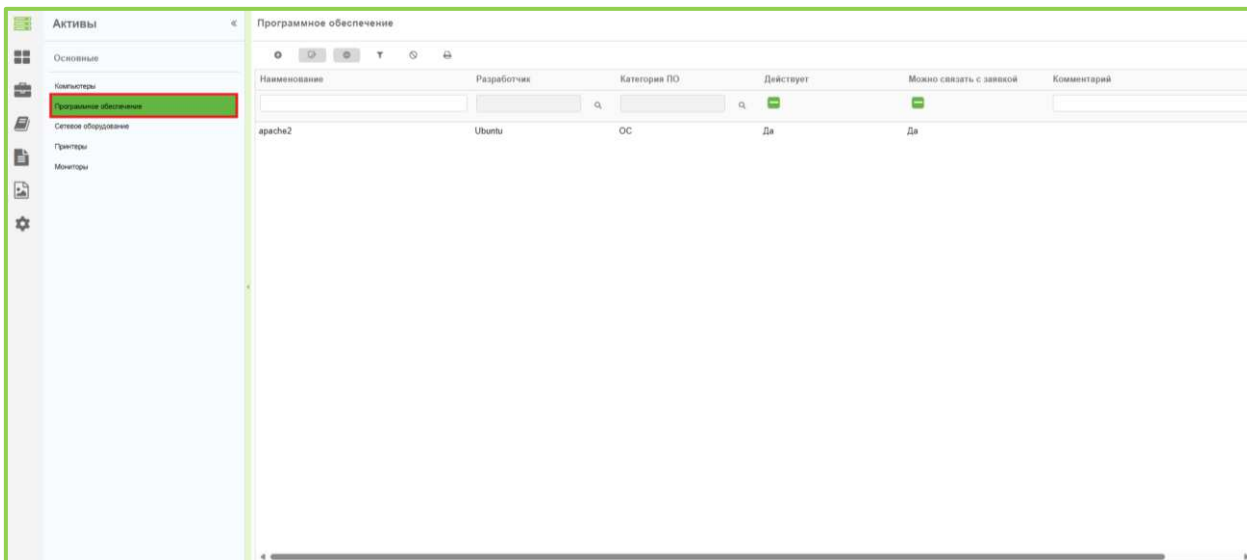 Активы «
Программное обеспечение
Основные
Компьютеры
Программное обеспечение
Сетевое оборудование
Принтеры
Мониторы
Наименование Разработчик Категория ПО Действует Можно связать с заявкой Комментарий
apache2 Ubuntu ОС Да Да